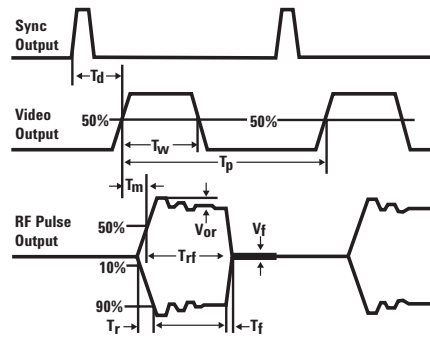 Sync
Output
Td
Video
Output
50%
50%
Tw
Tp
Tm
RF Pulse
Output
50%
Vor
Vf
Trf
10%
90%
Tr
Tf